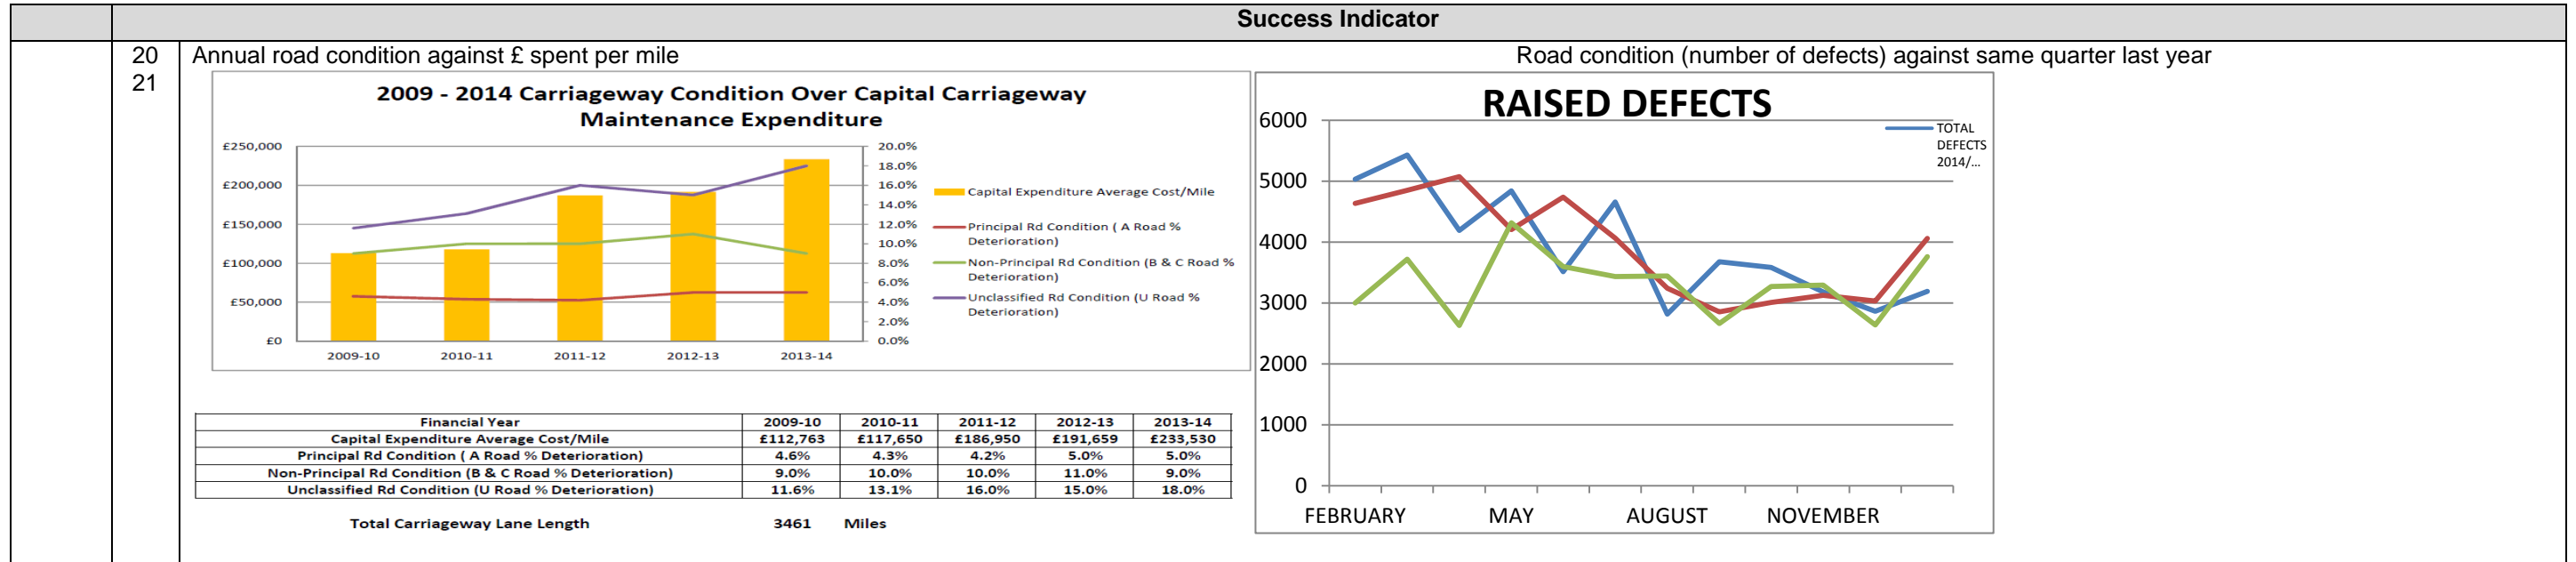 Success Indicator
20
21
Annual road condition against £ spent per mile
Road condition (number of defects) against same quarter last year
2009 - 2014 Carriageway Condition Over Capital Carriageway
Maintenance Expenditure
£250,000
£200,000
£150,000
£100,000
£50,000
£0
20.0%
18.0%
16.0%
14.0%
12.0%
10.0%
8.0%
6.0%
4.0%
2.0%
0.0%
2009-10 2010-11 2011-12 2012-13 2013-14
Capital Expenditure Average Cost/Mile
Principal Rd Condition ( A Road %
Deterioration)
Non-Principal Rd Condition (B & C Road %
Deterioration)
Unclassified Rd Condition (U Road %
Deterioration)
RAISED DEFECTS
6000
5000
4000
3000
2000
1000
0
FEBRUARY MAY AUGUST NOVEMBER
TOTAL
DEFECTS
2014/...
Financial Year 2009-10 2010-11 2011-12 2012-13 2013-14
Capital Expenditure Average Cost/Mile £112,763 £117,650 £186,950 £191,659 £233,530
Principal Rd Condition ( A Road % Deterioration) 4.6% 4.3% 4.2% 5.0% 5.0%
Non-Principal Rd Condition (B & C Road % Deterioration) 9.0% 10.0% 10.0% 11.0% 9.0%
Unclassified Rd Condition (U Road % Deterioration) 11.6% 13.1% 16.0% 15.0% 18.0%
Total Carriageway Lane Length 3461 Miles